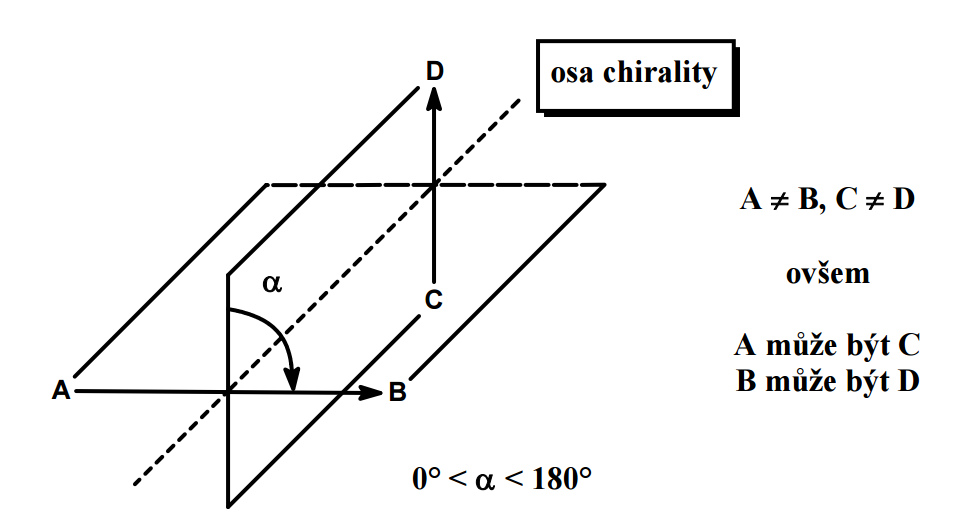 D
osa chirality
A ≠ B, C ≠ D
α
ovšem
C
A může být C
A
B
B může být D
0° < α < 180°